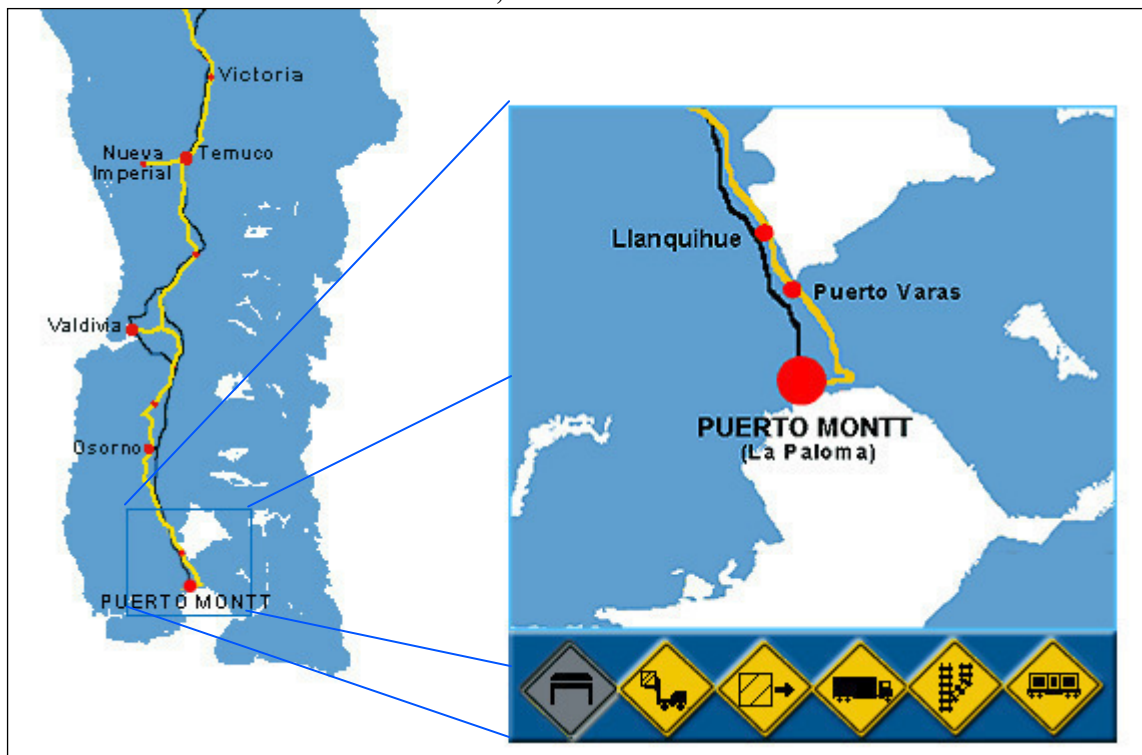 Victoria
Nueva
Imperial
Temuco
Valdivia
Osorno
PUERTO MONTT
Llanquihue
Puerto Varas
PUERTO MONTT
(La Paloma)